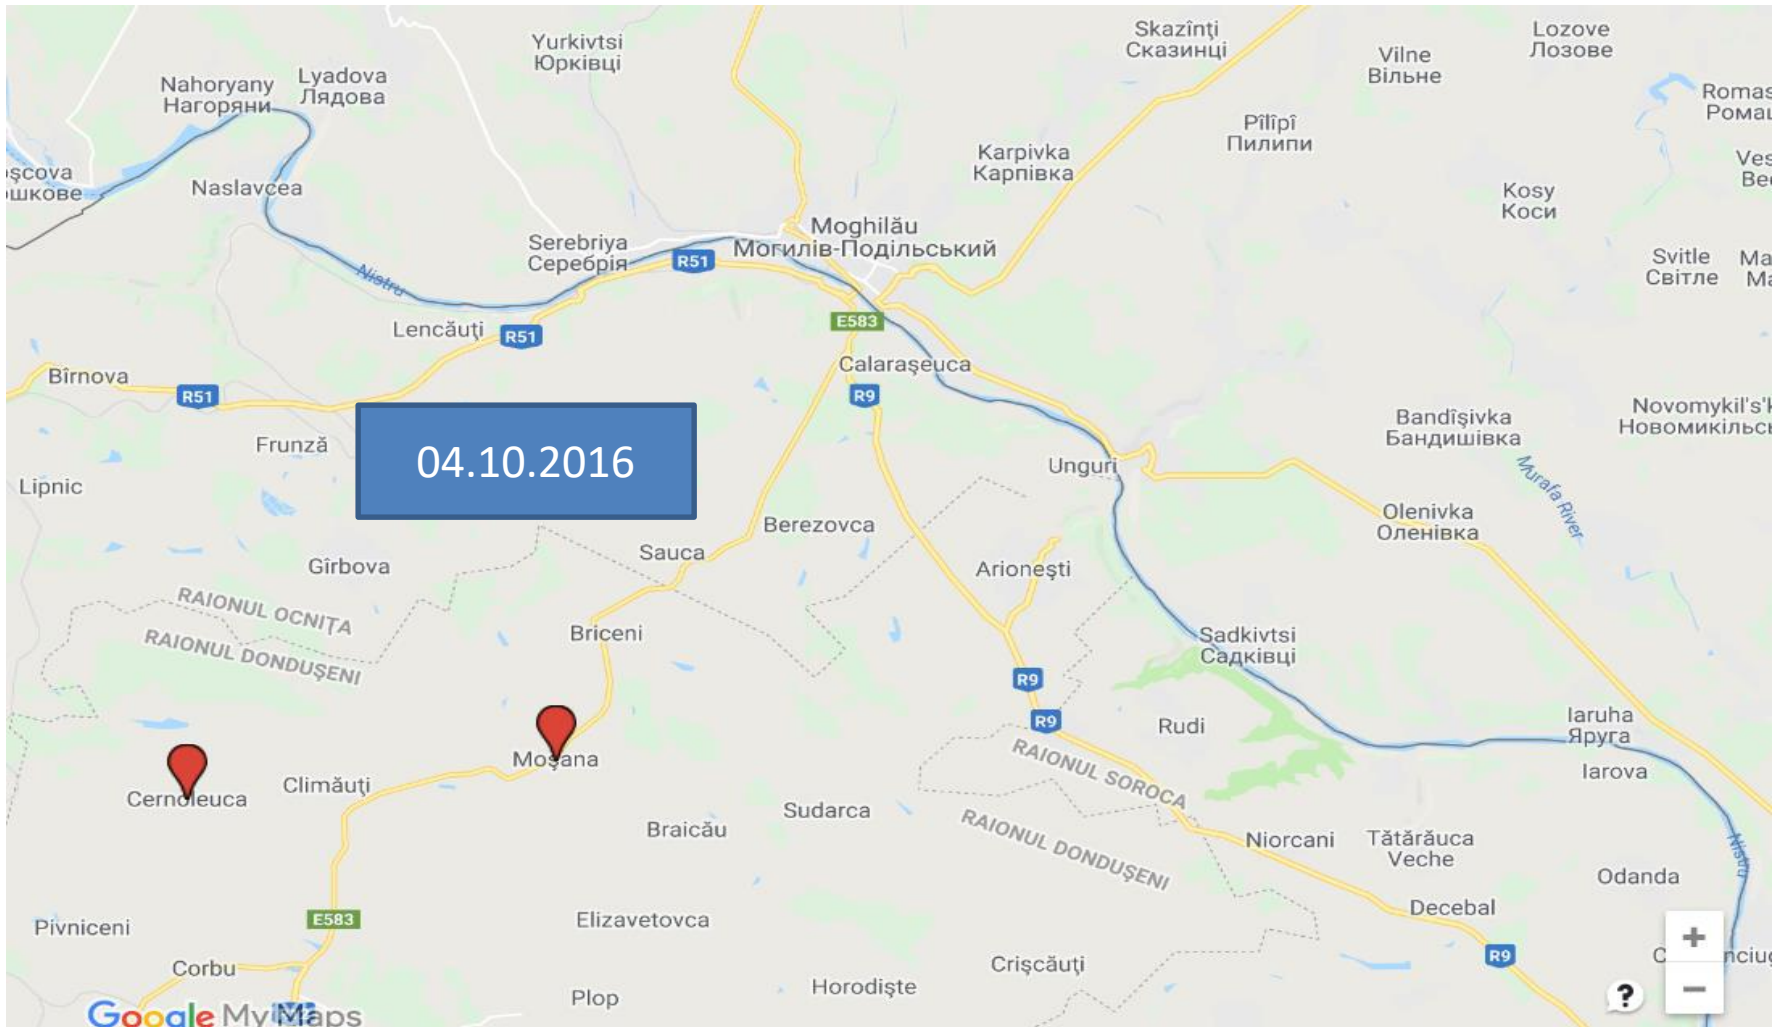 Skazînţi
Сказинці
Lozove
Лозове
Yurkivtsi
Юрківці
Vilne
Вільне
Nahoryany
Нагоряни
Lyadova
Лядова
Pîlîpî
Пилипи
Karpivka
Карпівка
Naslavcea
Kosy
Коси
Moghilău
Могилів-Подільський
Serebriya
Серебрія
R51
Svitle
Світле
Nistru
Lencăuţi
R51
E583
Calaraşeuca
Bîrnova
R51
R9
Bandîşivka
Бандишівка
Frunză
04.10.2016
Unguri
Murafa River
Lipnic
Olenivka
Оленівка
Berezovca
Sauca
Gîrbova
Arioneşti
RAIONUL OCNIŢA
RAIONUL DONDUŞENI
Briceni
Sadkivtsi
Садківці
R9
R9
Rudi
Iaruha
Яруга
Moşana
RAIONUL SOROCA
Iarova
Cernoleuca
Climăuţi
Sudarca
Braicău
RAIONUL DONDUŞENI
Niorcani
Tătărăuca
Veche
Nistru
Odanda
E583
Elizavetovca
Decebal
Pivniceni
R9
Corbu
Crişcăuţi
Horodişte
Plop
Google My Maps